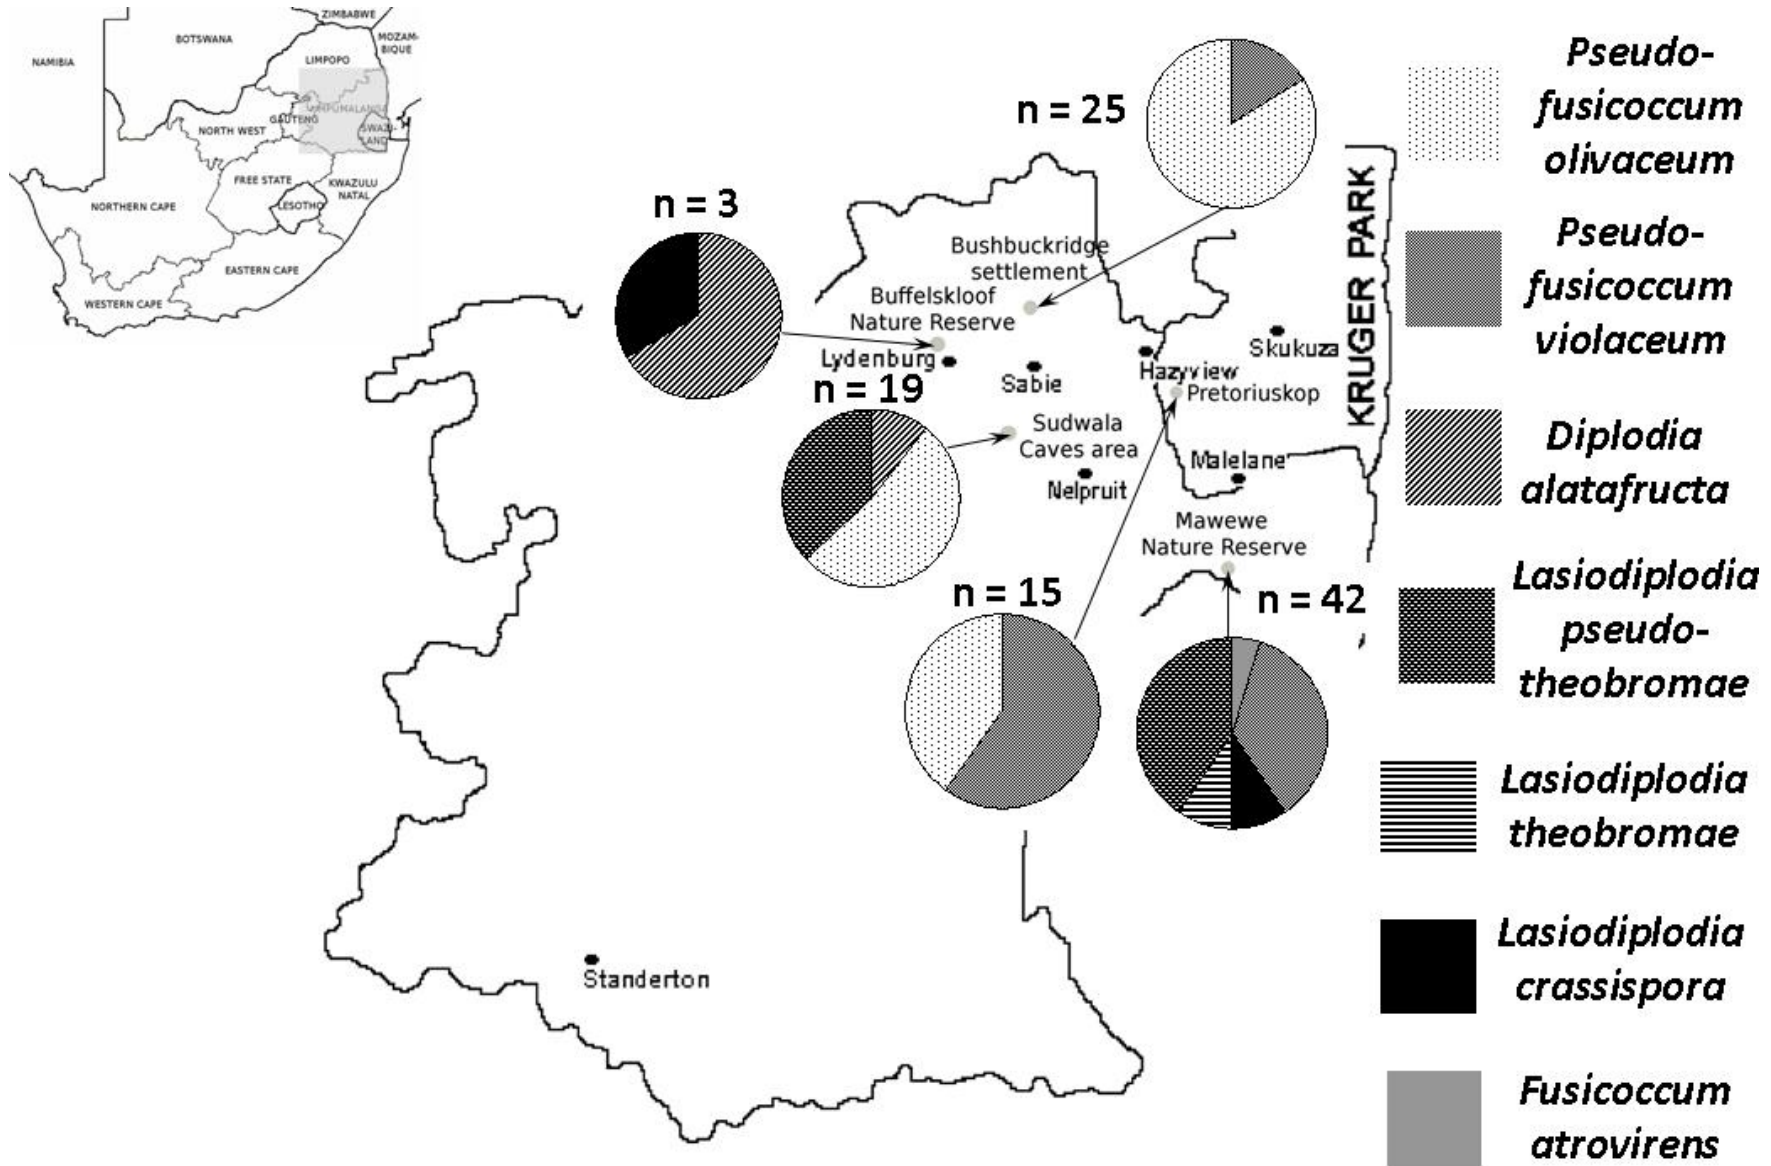 ZIMBABWE
BOTSWANA
MOZAM-
BIQUE
NAMIBIA
LIMPOPO
MPUMALANGA
GAUTENG
NORTH WEST
SWAZI-
LAND
FREE STATE
KWAZULU
NATAL
LESOTHO
NORTHERN CAPE
EASTERN CAPE
WESTERN CAPE
n = 25
n = 3
Bushbuckridge
settlement
Buffelskloof
Nature Reserve
Lydenburg
Sabie
Hazyview
Skukuza
Pretoriuskop
KRUGER PARK
n = 19
Sudwala
Caves area
Nelpruit
Malelane
Mawewe
Nature Reserve
n = 15
n = 42
Standerton
Pseudo-
fusicoccum
olivaceum
Pseudo-
fusicoccum
violaceum
Diplodia
alatafructa
Lasiodiplodia
pseudo-
theobromae
Lasiodiplodia
theobromae
Lasiodiplodia
crassispora
Fusicoccum
atrovirens